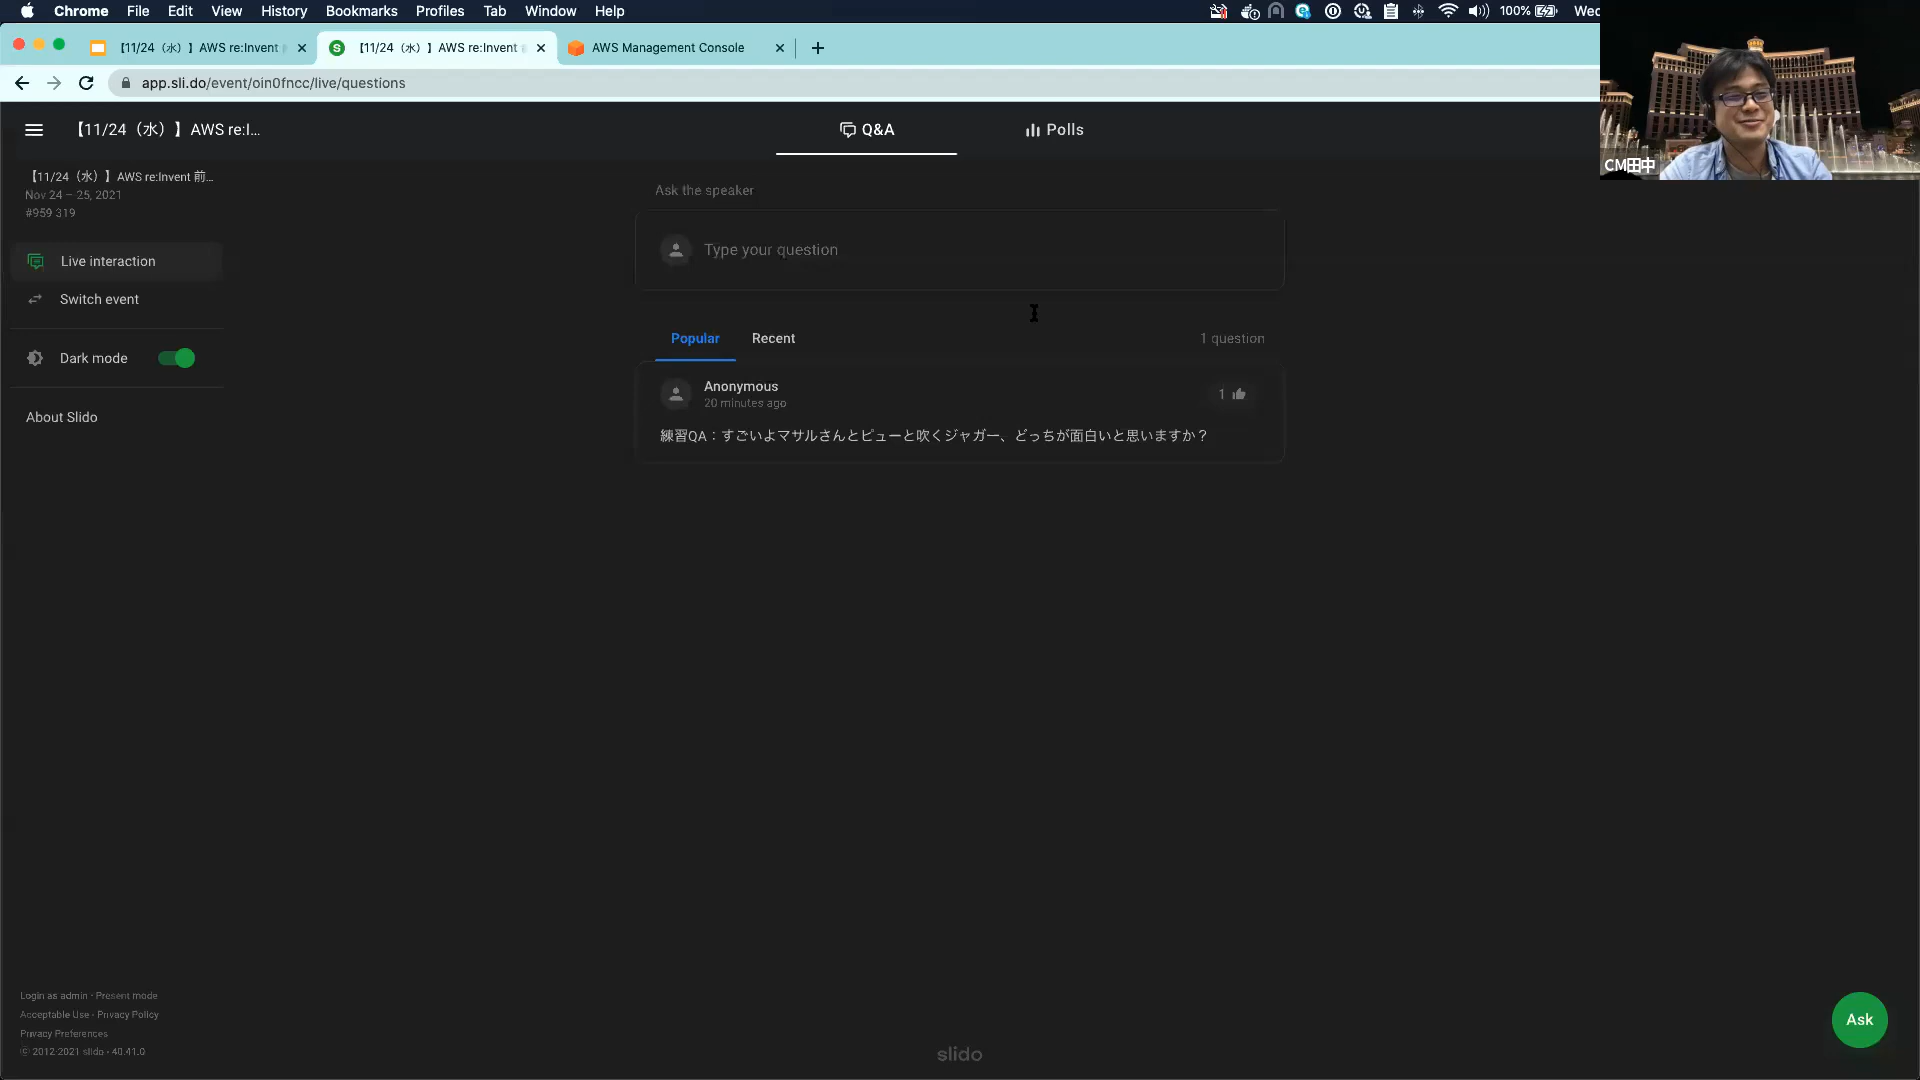 Chrome File Edit View History Bookmarks Profiles Tab Window Help
100%
【11/24（水）】AWS re:Invent
【11/24（水）】AWS re:Invent
AWS Management Console
app.sli.do/event/oin0fncc/live/questions
【11/24（水）】AWS re:I...
Q&A
Polls
CM田中
【11/24（水）】AWS re:Invent 前...
Nov 24 – 25, 2021
#959 319
Live interaction
Switch event
Dark mode
About Slido
Ask the speaker
Type your question
Popular
Recent
1 question
Anonymous
20 minutes ago
1
練習QA：すごいよマサルさんとピューと吹くジャガー、どっちが面白いと思いますか？
Login as admin · Present mode
Acceptable Use · Privacy Policy
Privacy Preferences
© 2012-2021 slido · 40.41.0
slido
Ask